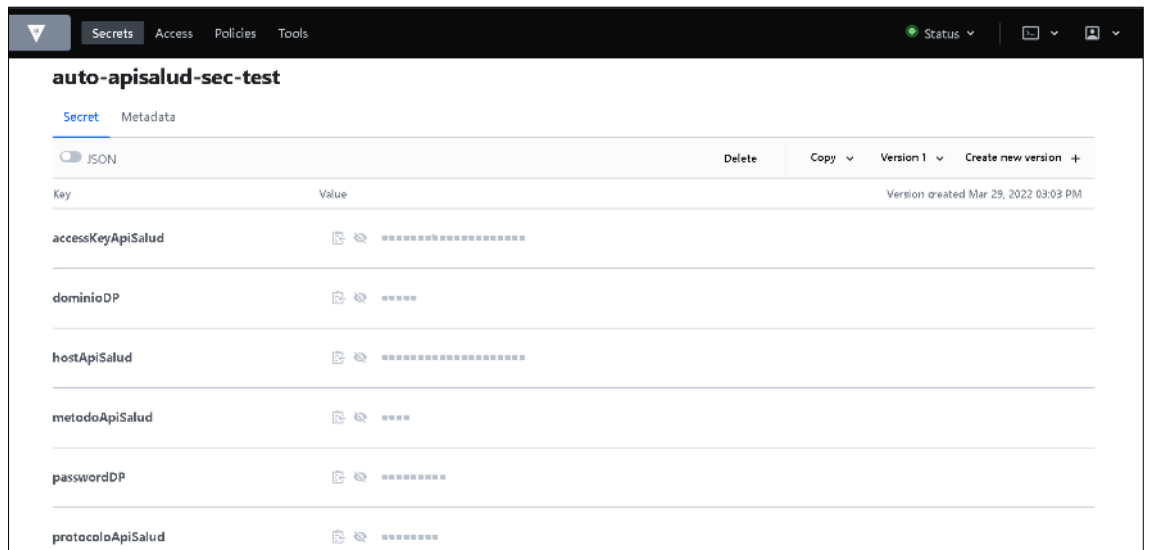 Secrets Access Policies Tools Status
auto-apisalud-sec-test
Secret Metadata
JSON Delete Copy Version 1 Create new version +
Key Value Version created Mar 29, 2022 03:03 PM
accessKeyApiSalud
dominioDP
hostApiSalud
metodoApiSalud
passwordDP
protocoloApiSalud